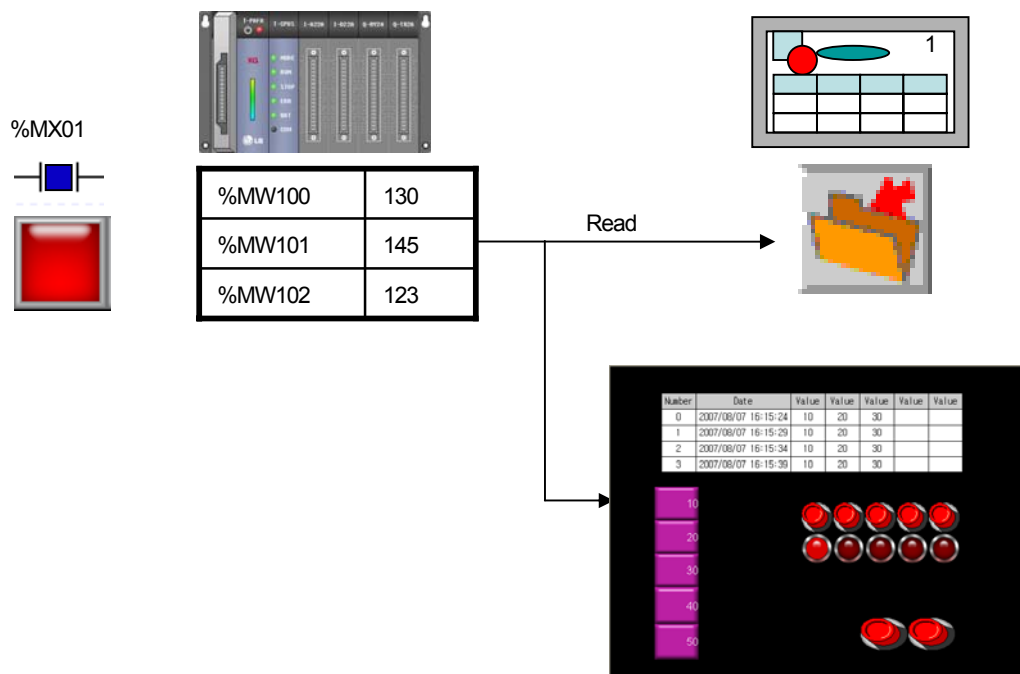 1
%MX01
%MW100 130
%MW101 145
%MW102 123
Read
Number Date Value Value Value Value Value
0 2007/08/07 16:15:24 10 20 30
1 2007/08/07 16:15:29 10 20 30
2 2007/08/07 16:15:34 10 20 30
3 2007/08/07 16:15:39 10 20 30
10
20
30
40
50